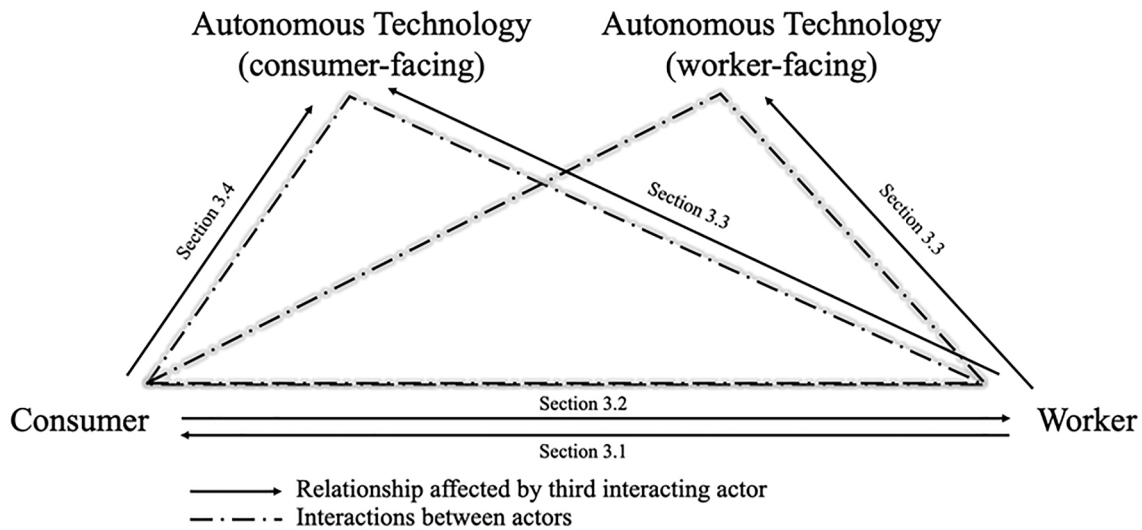 Autonomous Technology
(consumer-facing)
Autonomous Technology
(worker-facing)
Section 3.4
Section 3.3
Section 3.3
Section 3.2
Consumer
Worker
Section 3.1
Relationship affected by third interacting actor
Interactions between actors